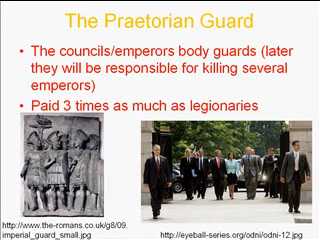 The Praetorian Guard
• The councils/emperors body guards (later
they will be responsible for killing several
emperors)
• Paid 3 times as much as legionaries
http://www.the-romans.co.uk/g8/09.
imperial_guard_small.jpg
http://eyeball-series.org/odni/odni-12.jpg